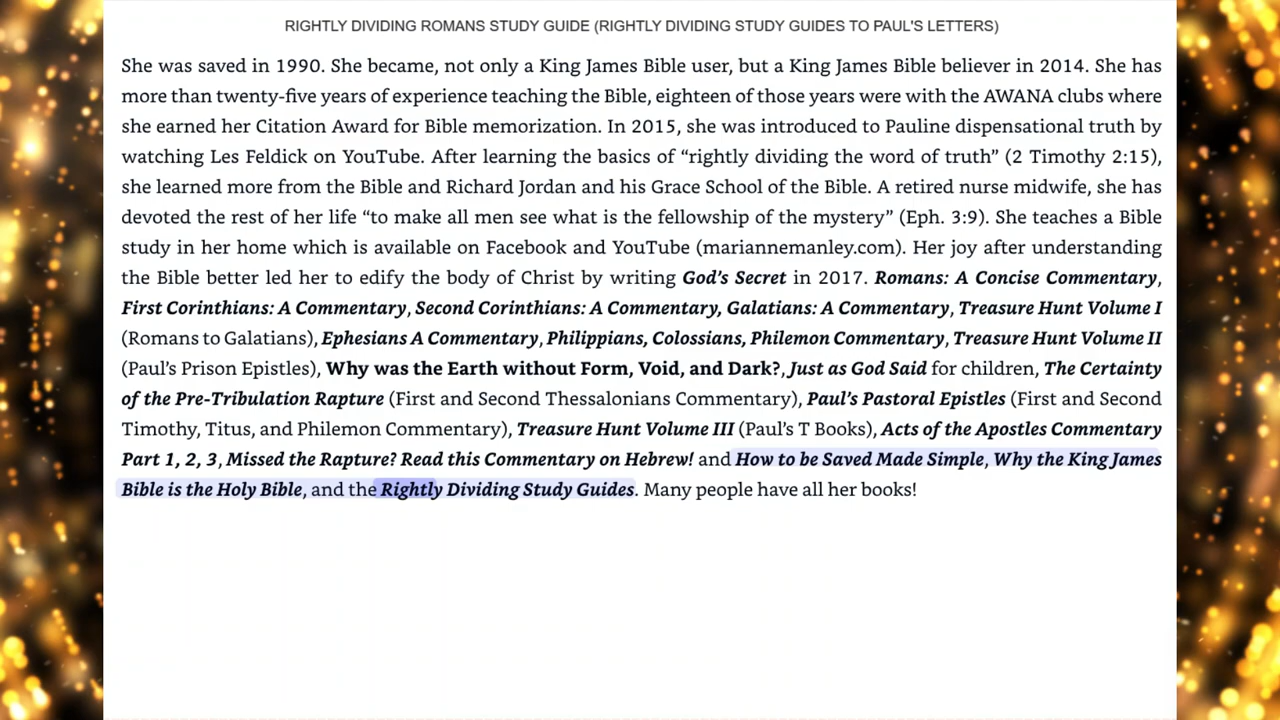 RIGHTLY DIVIDING ROMANS STUDY GUIDE (RIGHTLY DIVIDING STUDY GUIDES TO PAUL'S LETTERS)
She was saved in 1990. She became, not only a King James Bible user, but a King James Bible believer in 2014. She has
more than twenty-five years of experience teaching the Bible, eighteen of those years were with the AWANA clubs where
she earned her Citation Award for Bible memorization. In 2015, she was introduced to Pauline dispensational truth by
watching Les Feldick on YouTube. After learning the basics of “rightly dividing the word of truth” (2 Timothy 2:15),
she learned more from the Bible and Richard Jordan and his Grace School of the Bible. A retired nurse midwife, she has
devoted the rest of her life “to make all men see what is the fellowship of the mystery” (Eph. 3:9). She teaches a Bible
study in her home which is available on Facebook and YouTube (mariannemanley.com). Her joy after understanding
the Bible better led her to edify the body of Christ by writing God’s Secret in 2017. Romans: A Concise Commentary,
First Corinthians: A Commentary, Second Corinthians: A Commentary, Galatians: A Commentary, Treasure Hunt Volume I
(Romans to Galatians), Ephesians A Commentary, Philippians, Colossians, Philemon Commentary, Treasure Hunt Volume II
(Paul’s Prison Epistles), Why was the Earth without Form, Void, and Dark?, Just as God Said for children, The Certainty
of the Pre-Tribulation Rapture (First and Second Thessalonians Commentary), Paul’s Pastoral Epistles (First and Second
Timothy, Titus, and Philemon Commentary), Treasure Hunt Volume III (Paul’s T Books), Acts of the Apostles Commentary
Part 1, 2, 3, Missed the Rapture? Read this Commentary on Hebrew! and How to be Saved Made Simple, Why the King James
Bible is the Holy Bible, and the Rightly Dividing Study Guides. Many people have all her books!